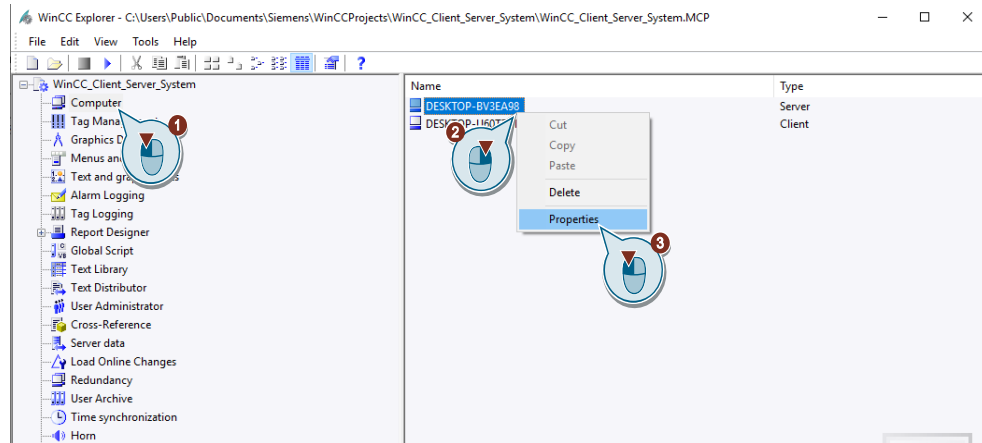 WinCC Explorer - C:\Users\Public\Documents\Siemens\WinCCProjects\WinCC_Client_Server_System\WinCC_Client_Server_System.MCP
File Edit View Tools Help
WinCC_Client_Server_System
Computer
Tag Mana
1
Graphics D
Menus and
Text and gra
Alarm Logging
Tag Logging
Report Designer
Global Script
Text Library
Text Distributor
User Administrator
Cross-Reference
Server data
Load Online Changes
Redundancy
User Archive
Time synchronization
Horn
Name Type
DESKTOP-BV3EA98 Server
Client
2
Cut
Copy
Paste
Delete
Properties
3